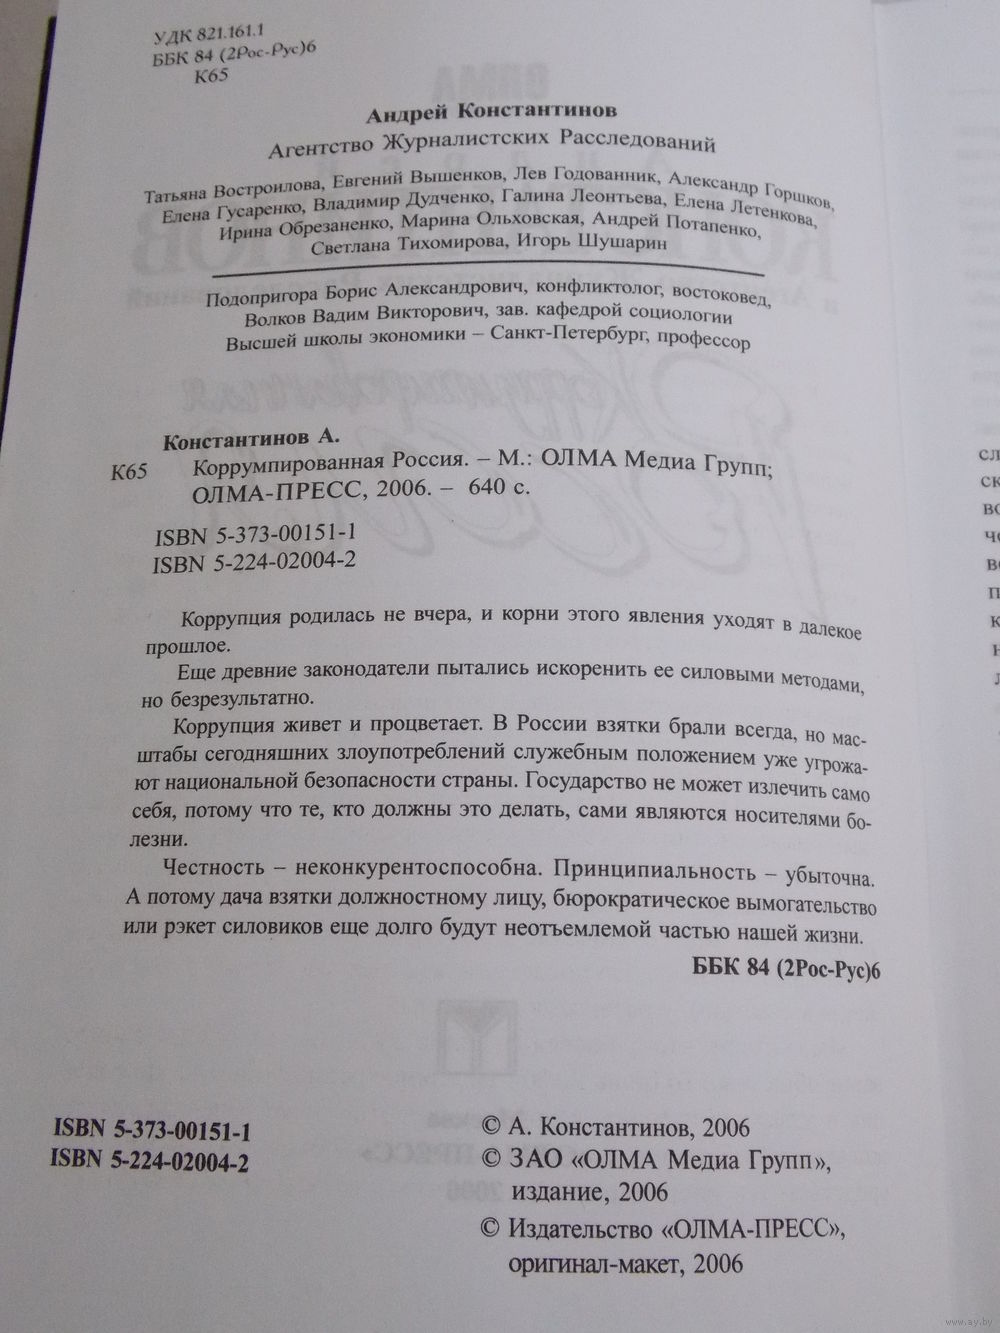 УДК 821.161.1
ББК 84 (2Рос-Рус)6
К65
Андрей Константинов
Агентство Журналистских Расследований
Татьяна Востроилова, Евгений Вышенков, Лев Годованник, Александр Горшков,
Елена Гусаренко, Владимир Дудченко, Галина Леонтьева, Елена Летенкова,
Ирина Обрезаненко, Марина Ольховская, Андрей Потапенко,
Светлана Тихомирова, Игорь Шушарин
Подопригора Борис Александрович, конфликтолог, востоковед,
Волков Вадим Викторович, зав. кафедрой социологии
Высшей школы экономики – Санкт-Петербург, профессор
Константинов А.
К65 Коррумпированная Россия. – М.: ОЛМА Медиа Групп;
ОЛМА-ПРЕСС, 2006. – 640 с.
ISBN 5-373-00151-1
ISBN 5-224-02004-2
Коррупция родилась не вчера, и корни этого явления уходят в далекое
прошлое.
Еще древние законодатели пытались искоренить ее силовыми методами,
но безрезультатно.
Коррупция живет и процветает. В России взятки брали всегда, но мас-
штабы сегодняшних злоупотреблений служебным положением уже угрожа-
ют национальной безопасности страны. Государство не может излечить само
себя, потому что те, кто должны это делать, сами являются носителями бо-
лезни.
Честность – неконкурентоспособна. Принципиальность – убыточна.
А потому дача взятки должностному лицу, бюрократическое вымогательство
или рэкет силовиков еще долго будут неотъемлемой частью нашей жизни.
ББК 84 (2Рос-Рус)6
ISBN 5-373-00151-1
ISBN 5-224-02004-2
© А. Константинов, 2006
© ЗАО «ОЛМА Медиа Групп»,
издание, 2006
© Издательство «ОЛМА-ПРЕСС»,
оригинал-макет, 2006
www.ay.by